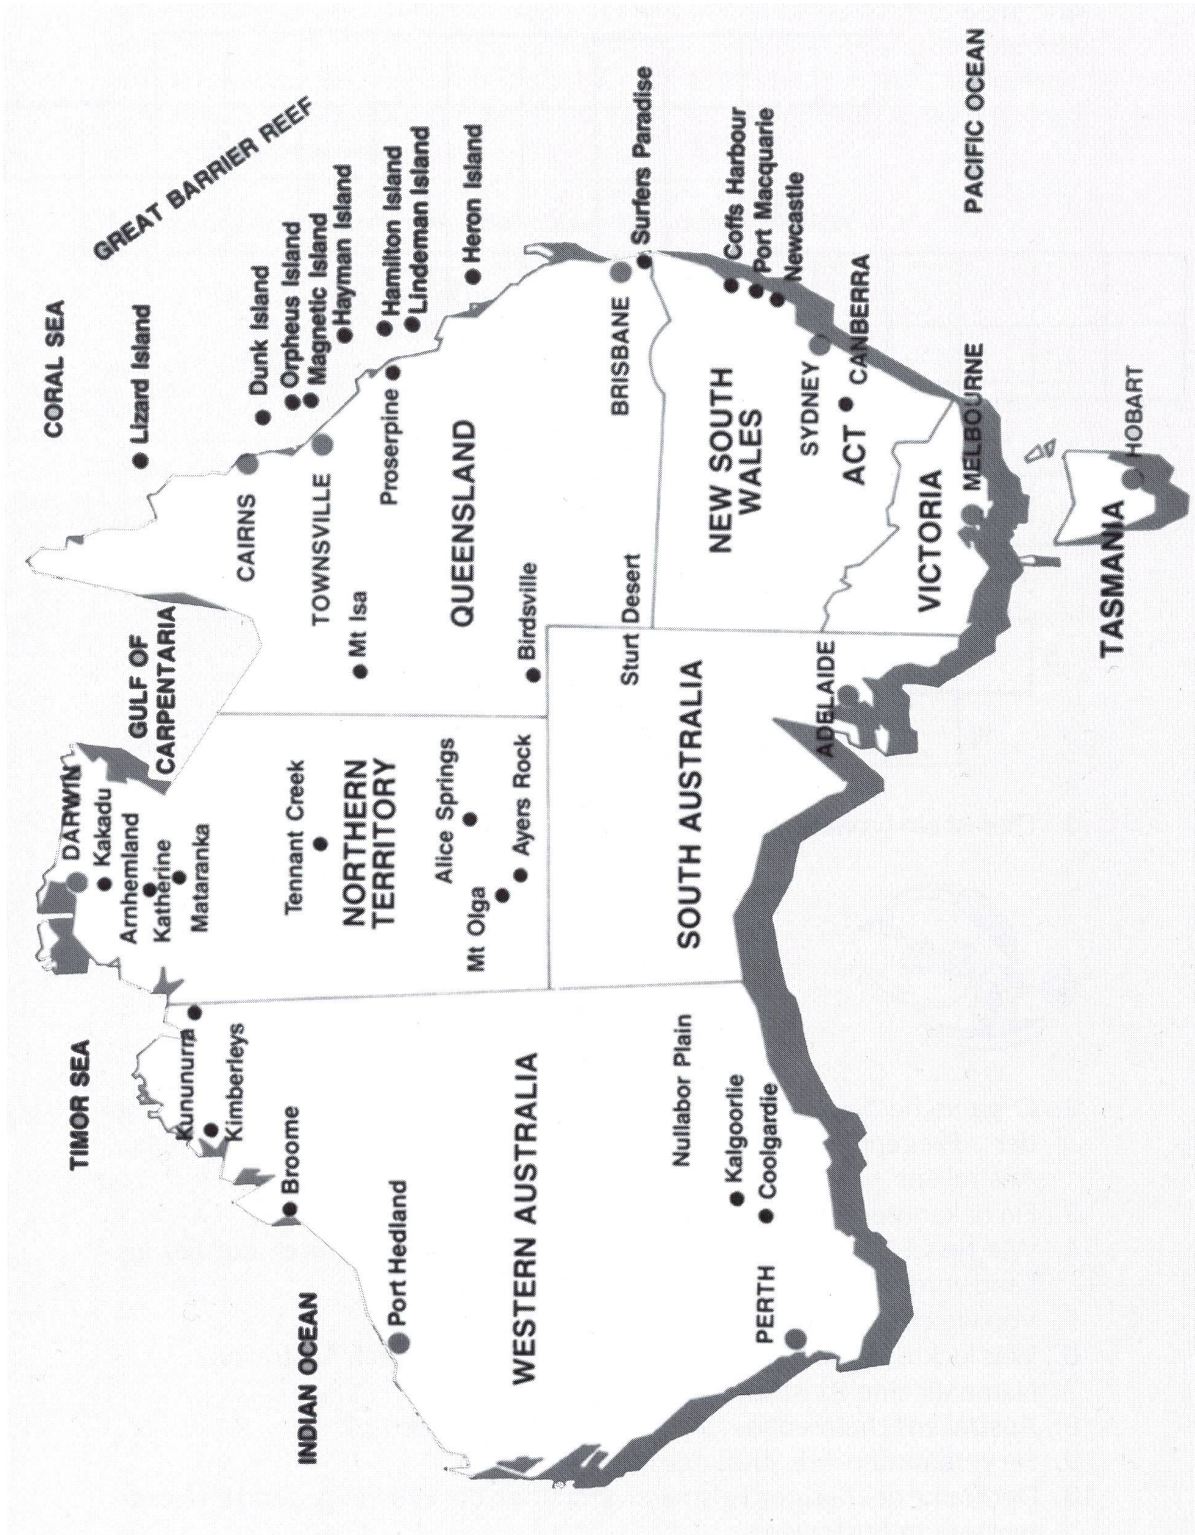 TIMOR SEA
DARWIN
Kakadu
Arnhemland
Katherine
Mataranka
GULF OF
CARPENTARIA
CORAL SEA
GREAT BARRIER REEF
Lizard Island
Kununurra
Kimberleys
Broome
INDIAN OCEAN
Port Hedland
CAIRNS
Dunk Island
Orpheus Island
Magnetic Island
Hayman Island
TOWNSVILLE
Tennant Creek
Mt Isa
Proserpine
Hamilton Island
Lindeman Island
NORTHERN
TERRITORY
QUEENSLAND
Heron Island
Alice Springs
Mt Olga
Ayers Rock
Birdsville
WESTERN AUSTRALIA
Sturt Desert
BRISBANE
Surfers Paradise
SOUTH AUSTRALIA
Nullabor Plain
NEW SOUTH
WALES
Coffs Harbour
Port Macquarie
Newcastle
Kalgoorlie
Coolgardie
PERTH
ADELAIDE
SYDNEY
ACT
CANBERRA
VICTORIA
MELBOURNE
PACIFIC OCEAN
TASMANIA
HOBART